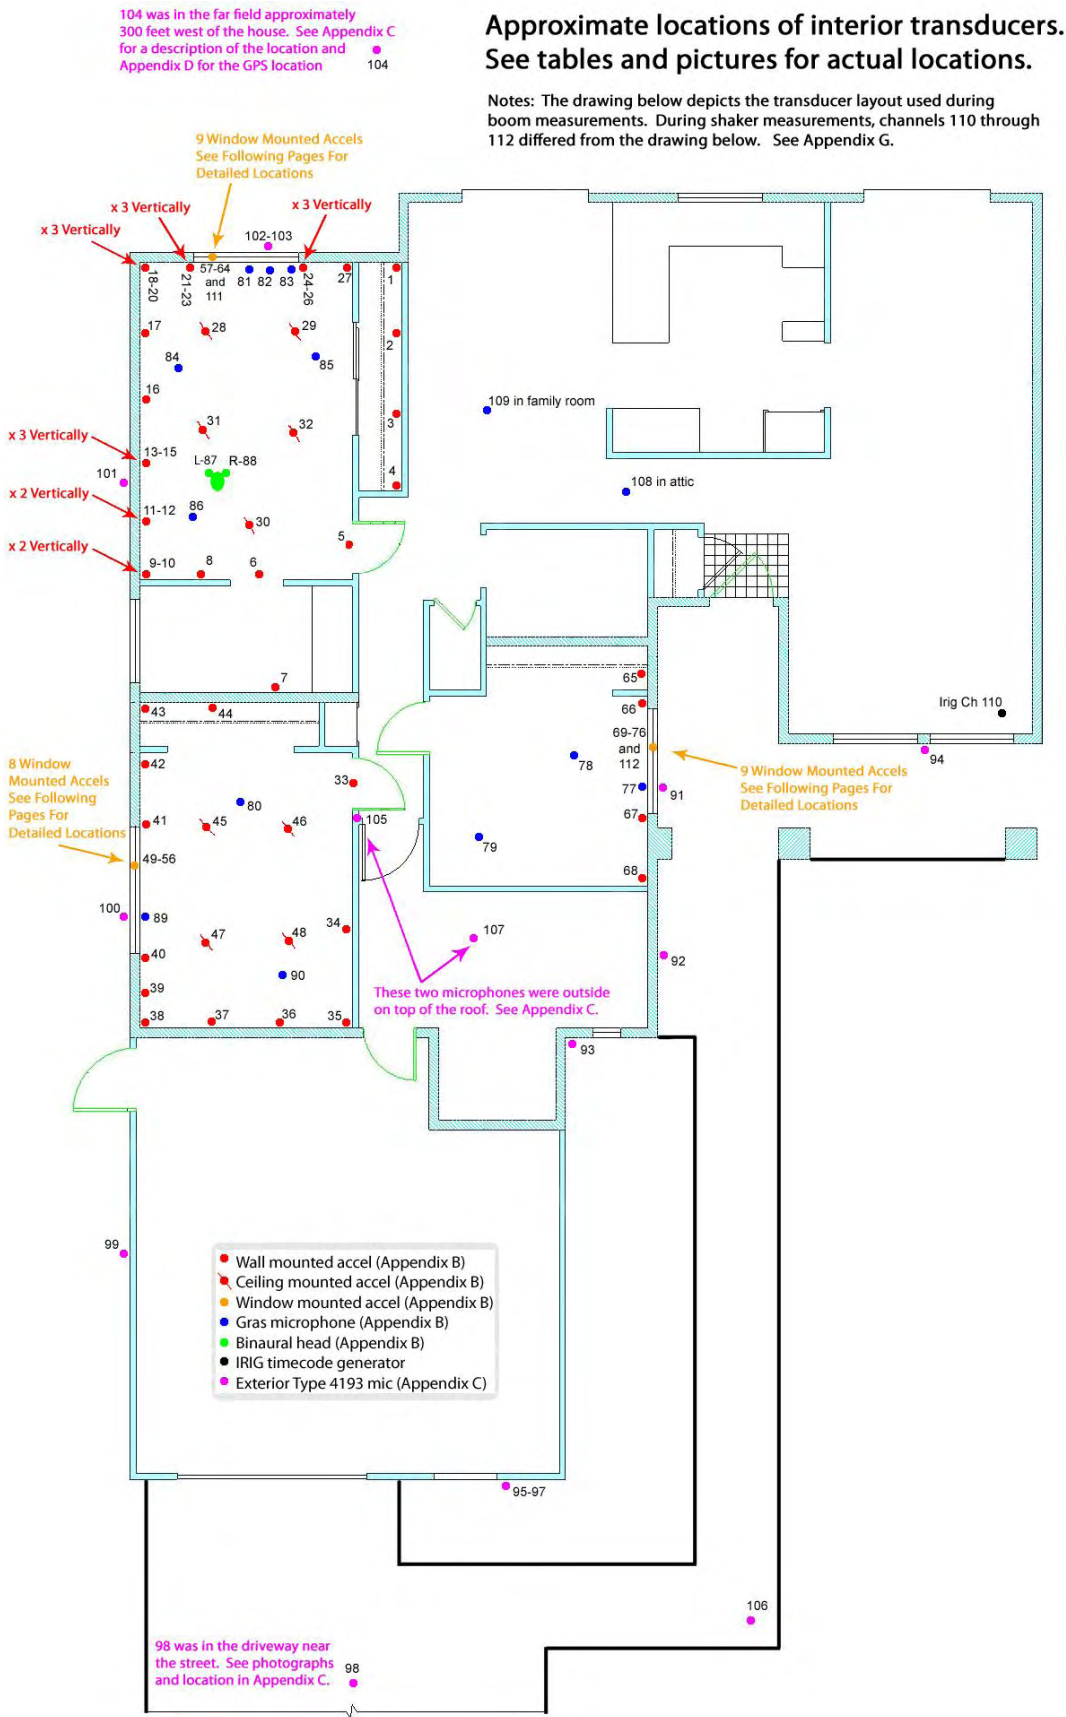 104 was in the far field approximately
300 feet west of the house.  See Appendix C
for a description of the location and
Appendix D for the GPS location
104
Approximate locations of interior transducers.
See tables and pictures for actual locations.
Notes:  The drawing below depicts the transducer layout used during
boom measurements.  During shaker measurements, channels 110 through
112 differed from the drawing below.   See Appendix G.
9 Window Mounted Accels
See Following Pages For
Detailed Locations
x 3 Vertically
x 3 Vertically
x 3 Vertically
102-103
18-20
21-23
57-64
and
111
81
82
83
24-26
27
1
17
28
29
2
84
85
16
109 in family room
31
32
3
x 3 Vertically
13-15
L-87
R-88
4
101
108 in attic
x 2 Vertically
11-12
86
30
5
x 2 Vertically
9-10
8
6
7
65
43
44
66
Irig Ch 110
69-76
and
112
8 Window
Mounted Accels
See Following
Pages For
Detailed Locations
42
33
78
9 Window Mounted Accels
See Following Pages For
Detailed Locations
94
77
91
80
41
45
46
105
67
79
49-56
68
100
89
34
47
48
107
40
92
90
39
These two microphones were outside
on top of the roof.  See Appendix C.
38
37
36
35
93
99
Wall mounted accel (Appendix B)
Ceiling mounted accel (Appendix B)
Window mounted accel (Appendix B)
Gras microphone (Appendix B)
Binaural head (Appendix B)
IRIG timecode generator
Exterior Type 4193 mic (Appendix C)
95-97
106
98 was in the driveway near
the street.  See photographs
and location in Appendix C.
98